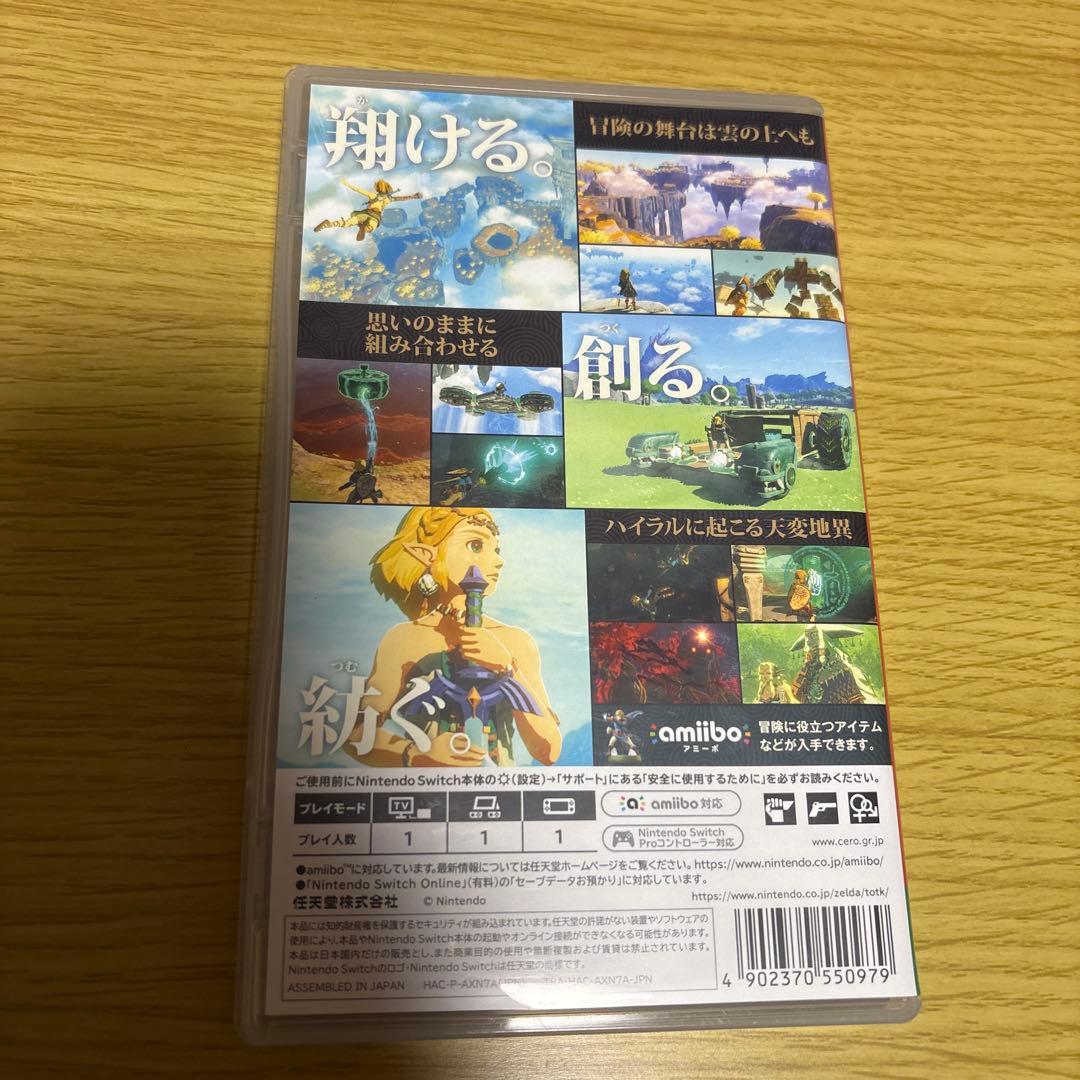 翔ける。
か
冒険の舞台は雲の上へも
思いのままに
組み合わせる
つく
創る。
ハイラルに起こる天変地異
つむ
紡ぐ。
amiibo
アミーボ
冒険に役立つアイテム
などが入手できます。
ご使用前にNintendo Switch本体の(設定)→「サポート」にある「安全に使用するために」を必ずお読みください。
プレイモード TV
amiibo 対応
プレイ人数 1 1 1
Nintendo Switch
Proコントローラー対応
www.cero.gr.jp
●amiibo™に対応しています。最新情報については任天堂ホームページをご覧ください。https://www.nintendo.co.jp/amiibo/
●「Nintendo Switch Online」(有料)の「セーブデータお預かり」に対応しています。
任天堂株式会社 © Nintendo
https://www.nintendo.co.jp/zelda/totk/
本品には知的財産権を保護するセキュリティが組み込まれています。任天堂の許諾がない装置やソフトウェアの
使用により、本品やNintendo Switch本体の起動やオンライン接続ができなくなる可能性があります。
本品は日本国内だけの販売とし、また商業目的の使用や無断複製および賃貸は禁止されています。
Nintendo Switchのロゴ・Nintendo Switchは任天堂の商標です。
ASSEMBLED IN JAPAN HAC-P-AXN7A(JPN) TRA-HAC-AXN7A-JPN
4 902370 550979